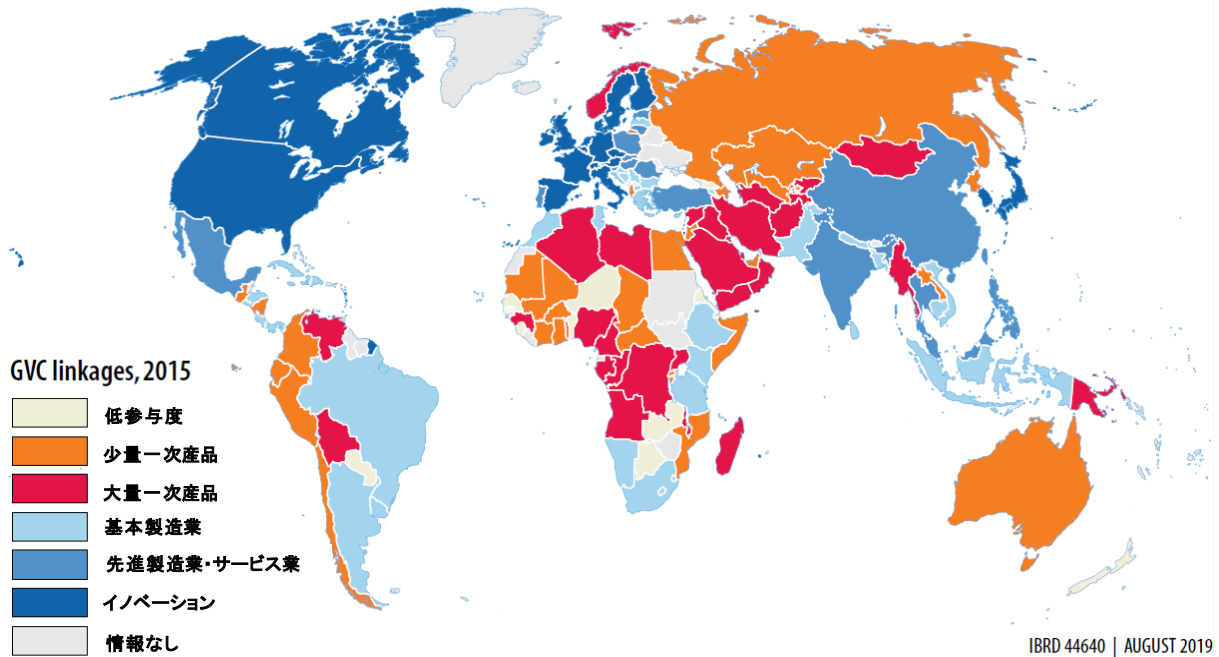 GVC linkages, 2015
低参与度
少量一次産品
大量一次産品
基本製造業
先進製造業・サービス業
イノベーション
情報なし
IBRD 44640 | AUGUST 2019